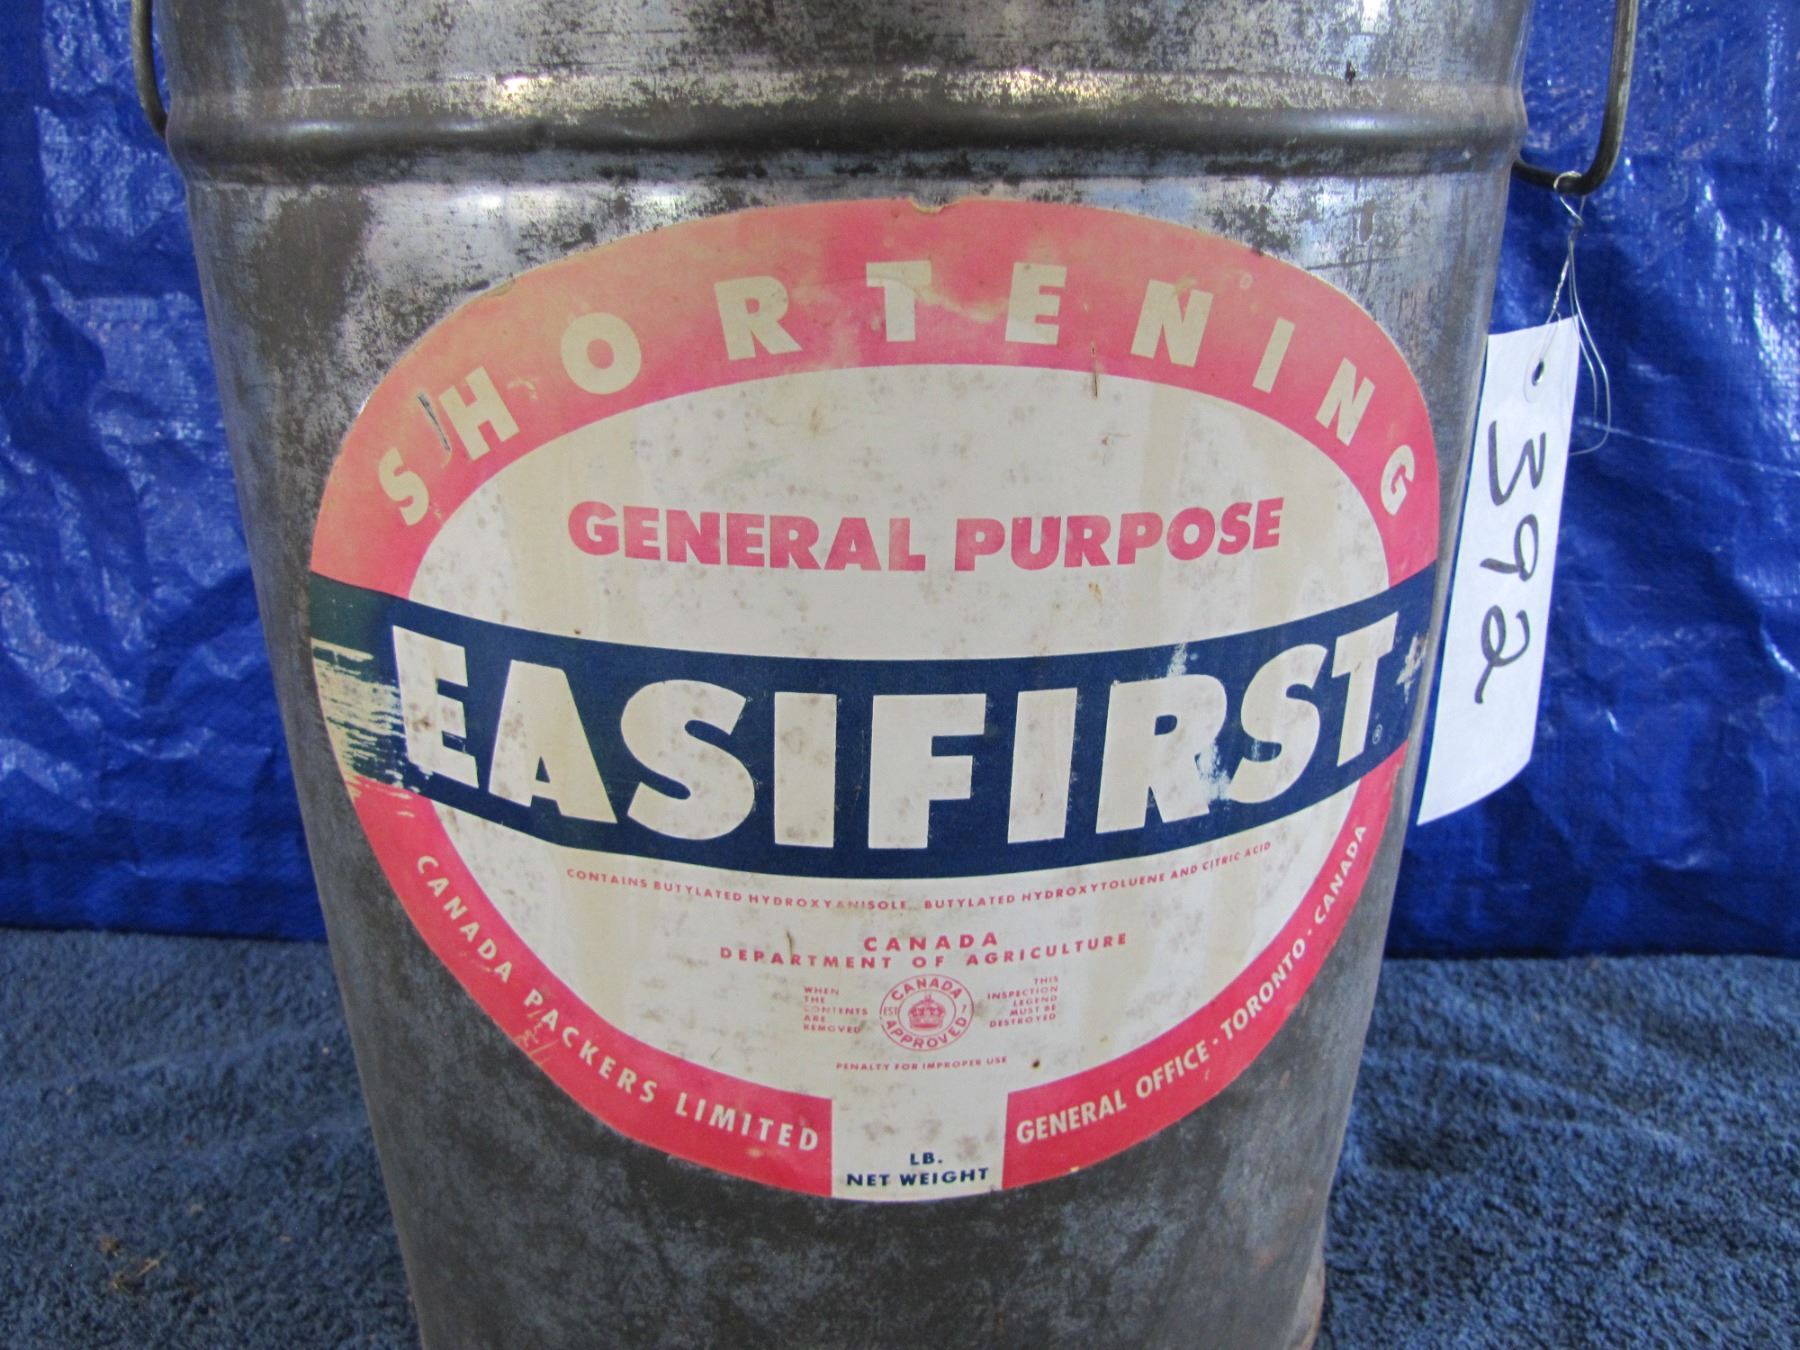 SHORTENING
GENERAL PURPOSE
EASIFIRST ®
CONTAINS BUTYLATED HYDROXYANISOLE, BUTYLATED HYDROXYTOLUENE AND CITRIC ACID
CANADA
DEPARTMENT OF AGRICULTURE
WHEN
THE
CONTENTS
ARE
REMOVED
CANADA
EST 7
APPROVED
THIS
INSPECTION
LEGEND
MUST BE
DESTROYED
PENALTY FOR IMPROPER USE
CANADA PACKERS LIMITED
GENERAL OFFICE · TORONTO · CANADA
LB.
NET WEIGHT
392